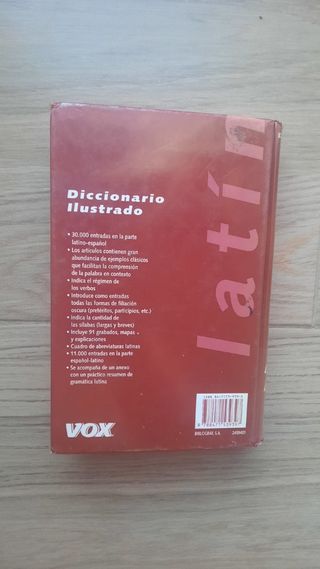 latín
Diccionario
Ilustrado
• 30.000 entradas en la parte
latino-español
• Los artículos contienen gran
abundancia de ejemplos clásicos
que facilitan la comprensión
de la palabra en contexto
• Indica el régimen de
los verbos
• Introduce como entradas
todas las formas de filiación
oscura (pretéritos, participios, etc.)
• Indica la cantidad de
las sílabas (largas y breves)
• Incluye 91 grabados, mapas
y explicaciones
• Cuadro de abreviaturas latinas
• 11.000 entradas en la parte
español-latino
• Se acompaña de un anexo
con un práctico resumen de
gramática latina
VOX
ISBN
BIBLOGRAF, S.A.